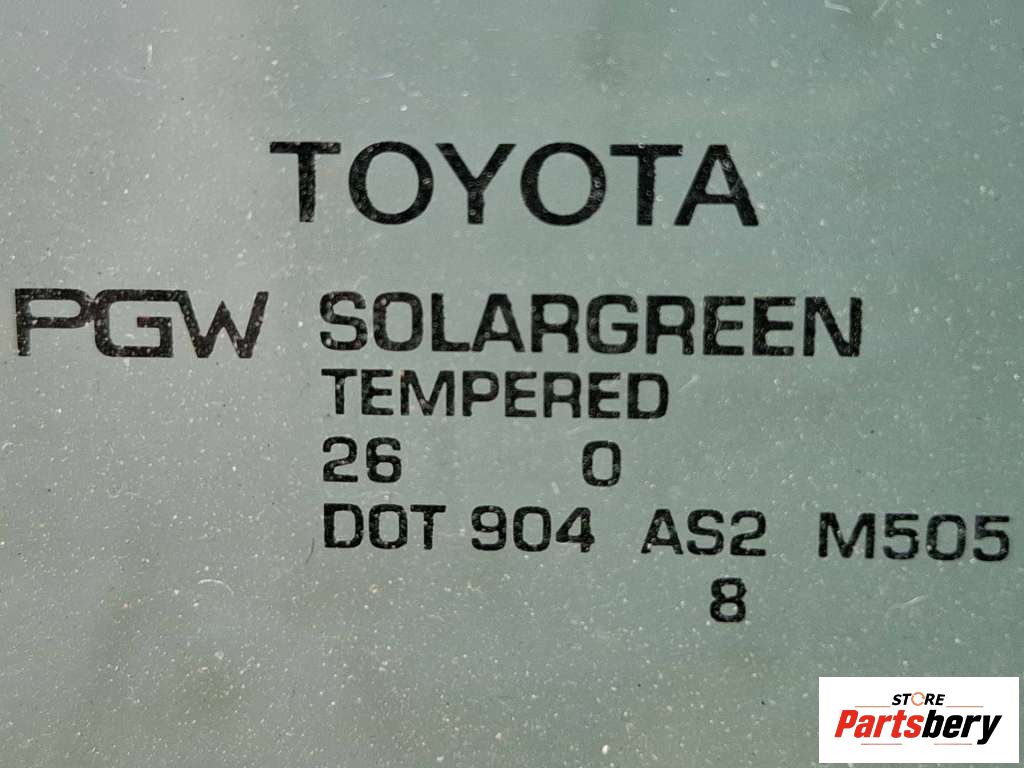 TOYOTA
PGW SOLARGREEN
TEMPERED
26 0
DOT 904 AS2 M505
8
STORE
Partsbery